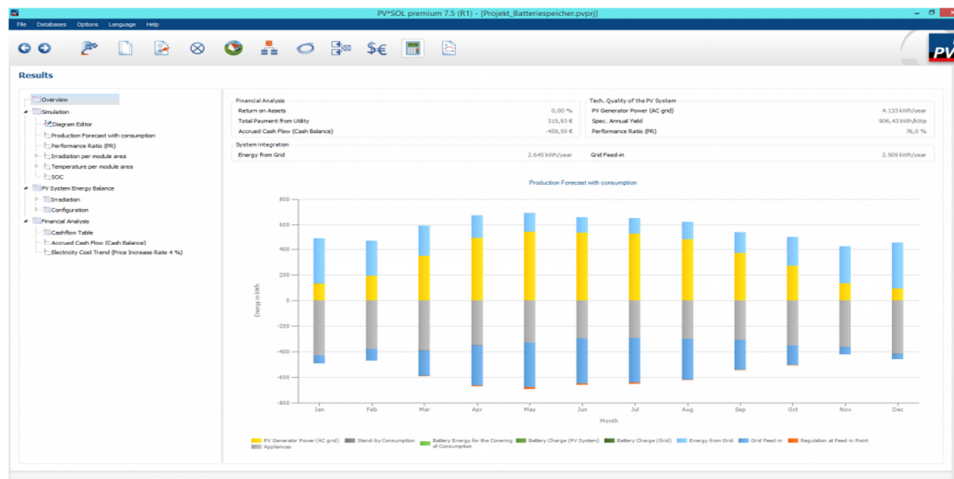 PV*SOL premium 7.5 (R1) - [Projekt_Batteriespeicher.pvprj]
File Databases Options Language Help
PV
Results
Overview
Simulation
Diagram Editor
Production Forecast with consumption
Performance Ratio (PR)
Irradiation per module area
Temperature per module area
SOC
PV System Energy Balance
Irradiation
Configuration
Financial Analysis
Cashflow Table
Accrued Cash Flow (Cash Balance)
Electricity Cost Trend (Price Increase Rate 4 %)
Financial Analysis
Return on Assets 0,00 %
Total Payment from Utility 315,93 €
Accrued Cash Flow (Cash Balance) -459,39 €
Tech. Quality of the PV System
PV Generator Power (AC grid) 4.133 kWh/year
Spec. Annual Yield 906,43 kWh/kWp
Performance Ratio (PR) 76,0 %
System Integration
Energy from Grid 2.645 kWh/year Grid Feed-in 2.509 kWh/year
Production Forecast with consumption
Energy in kWh
800
600
400
200
0
-200
-400
-600
-800
Jan Feb Mar Apr May Jun Jul Aug Sep Oct Nov Dec
Month
PV Generator Power (AC grid) Stand-by Consumption Battery Energy for the Covering of Consumption Battery Charge (PV System) Battery Charge (Grid) Energy from Grid Grid Feed-in Regulation at Feed-in Point
Appliances